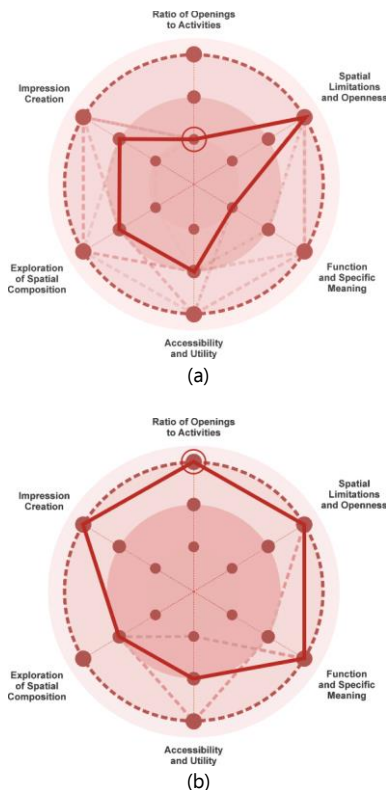 Ratio of Openings
to Activities
Impression
Creation
Spatial
Limitations
and Openness
Exploration
of Spatial
Composition
Function
and Specific
Meaning
Accessibility
and Utility
(a)
Ratio of Openings
to Activities
Impression
Creation
Spatial
Limitations
and Openness
Exploration
of Spatial
Composition
Function
and Specific
Meaning
Accessibility
and Utility
(b)